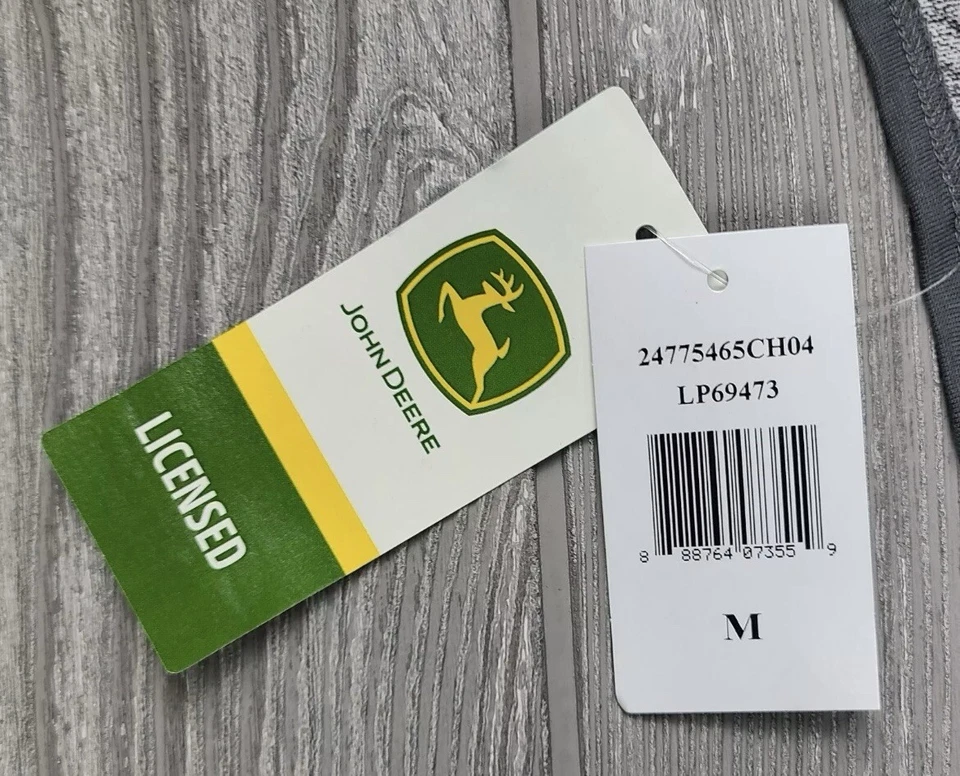 JOHN DEERE
LICENSED
24775465CH04
LP69473
8 88764 07355 9
M